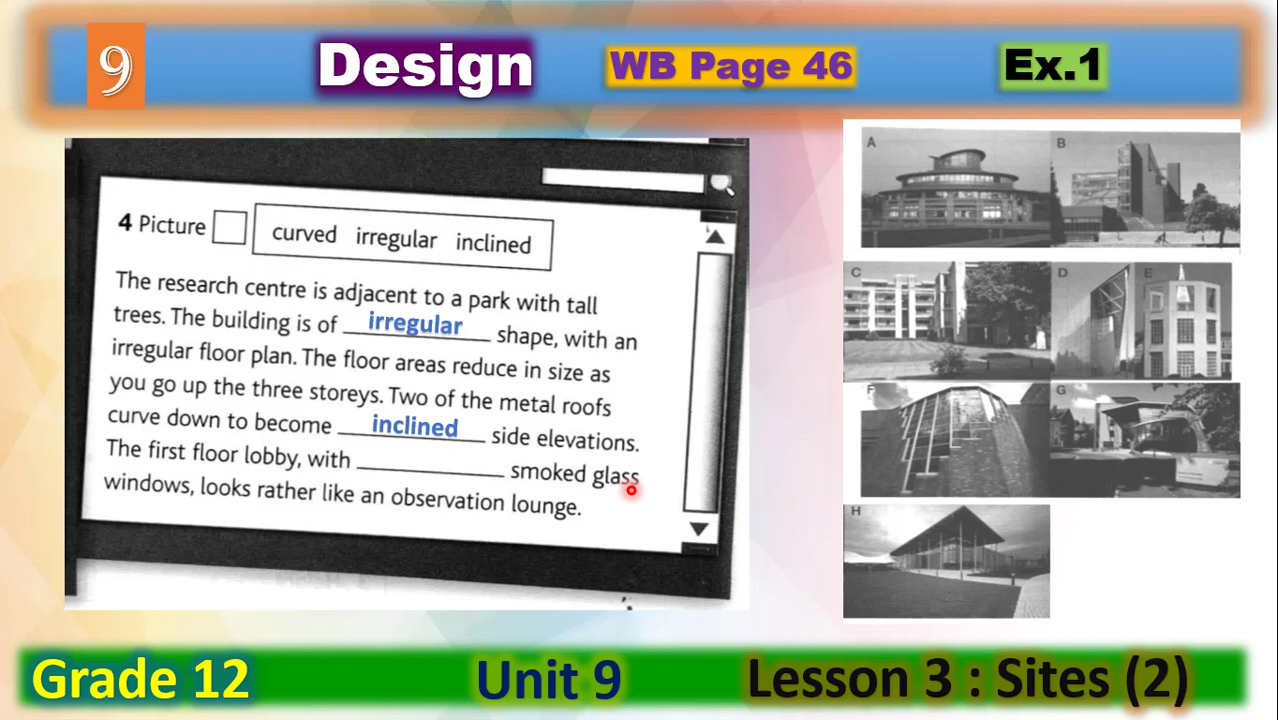 9
Design
WB Page 46
Ex.1
4 Picture
curved irregular inclined
The research centre is adjacent to a park with tall
trees. The building is of irregular shape, with an
irregular floor plan. The floor areas reduce in size as
you go up the three storeys. Two of the metal roofs
curve down to become inclined side elevations.
The first floor lobby, with ____________ smoked glass
windows, looks rather like an observation lounge.
A
B
C
D
E
F
G
H
Grade 12
Unit 9
Lesson 3 : Sites (2)